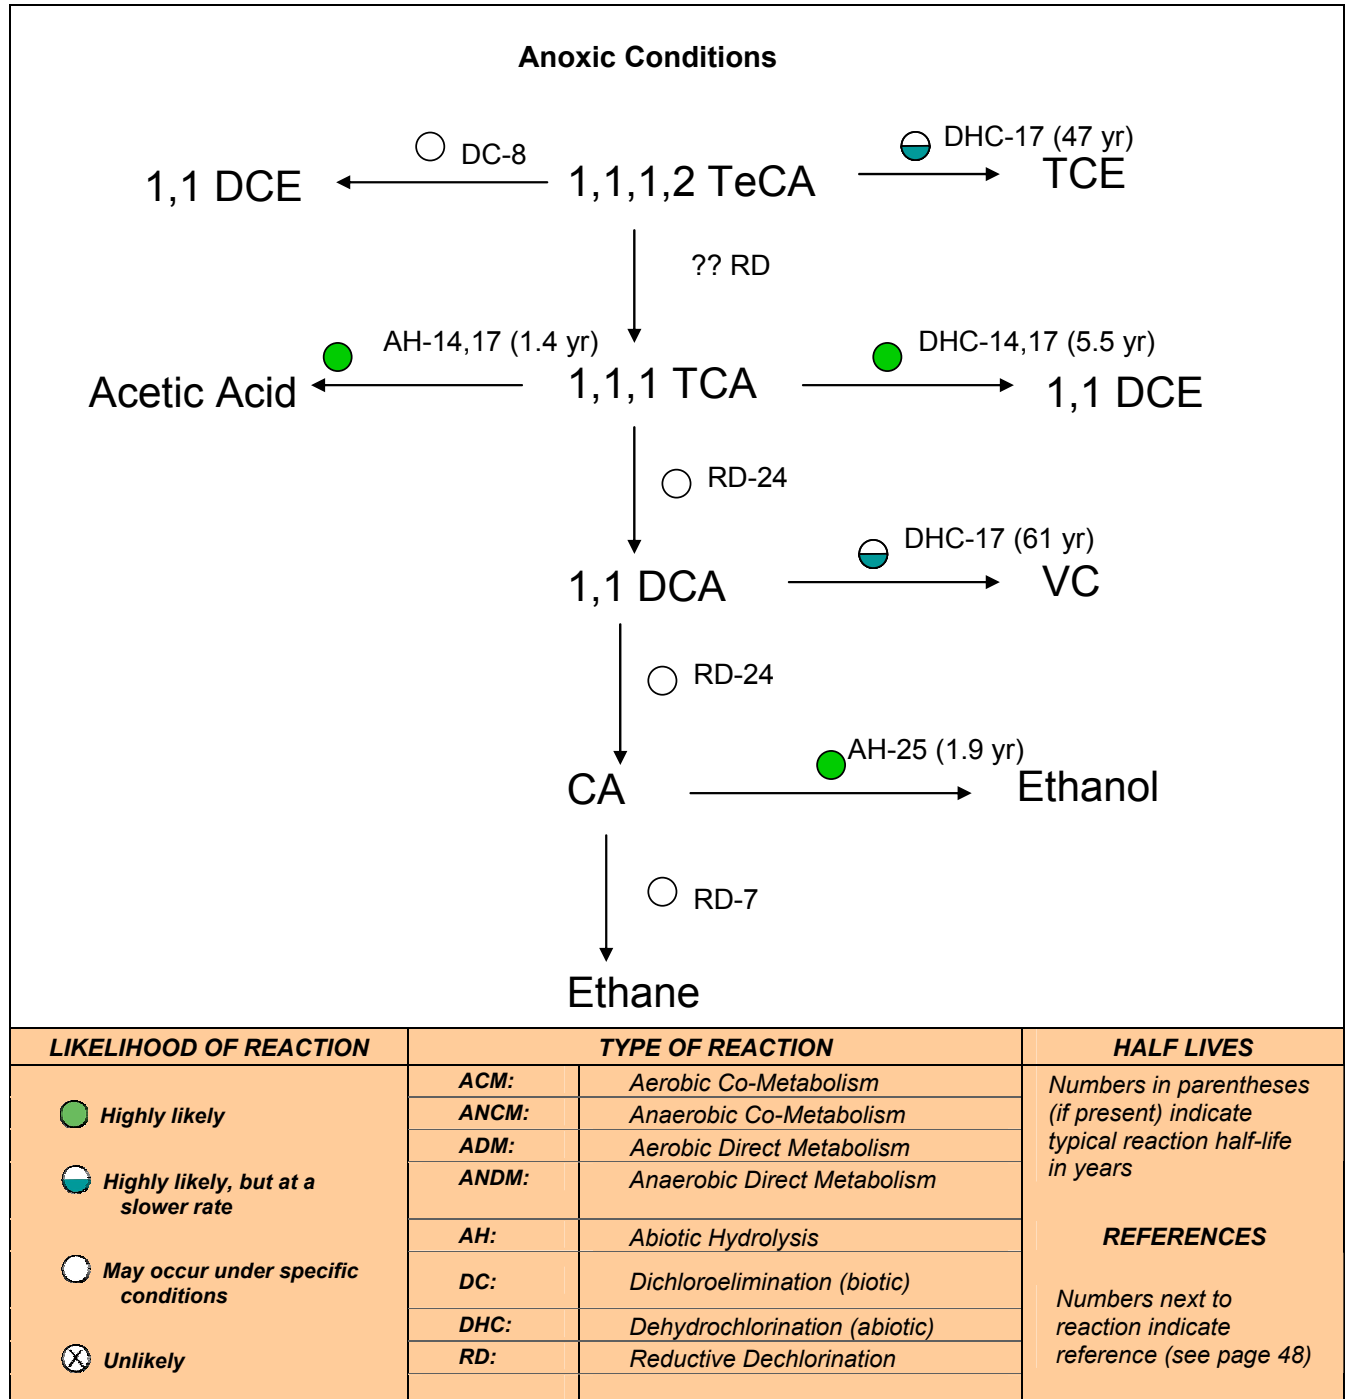 Anoxic Conditions
DC-8
DHC-17 (47 yr)
1,1 DCE
1,1,1,2 TeCA
TCE
?? RD
AH-14,17 (1.4 yr)
DHC-14,17 (5.5 yr)
Acetic Acid
1,1,1 TCA
1,1 DCE
RD-24
DHC-17 (61 yr)
1,1 DCA
VC
RD-24
AH-25 (1.9 yr)
CA
Ethanol
RD-7
Ethane
LIKELIHOOD OF REACTION
Highly likely
Highly likely, but at a
slower rate
May occur under specific
conditions
X Unlikely
TYPE OF REACTION
ACM: Aerobic Co-Metabolism
ANCM: Anaerobic Co-Metabolism
ADM: Aerobic Direct Metabolism
ANDM: Anaerobic Direct Metabolism
AH: Abiotic Hydrolysis
DC: Dichloroelimination (biotic)
DHC: Dehydrochlorination (abiotic)
RD: Reductive Dechlorination
HALF LIVES
Numbers in parentheses
(if present) indicate
typical reaction half-life
in years
REFERENCES
Numbers next to
reaction indicate
reference (see page 48)